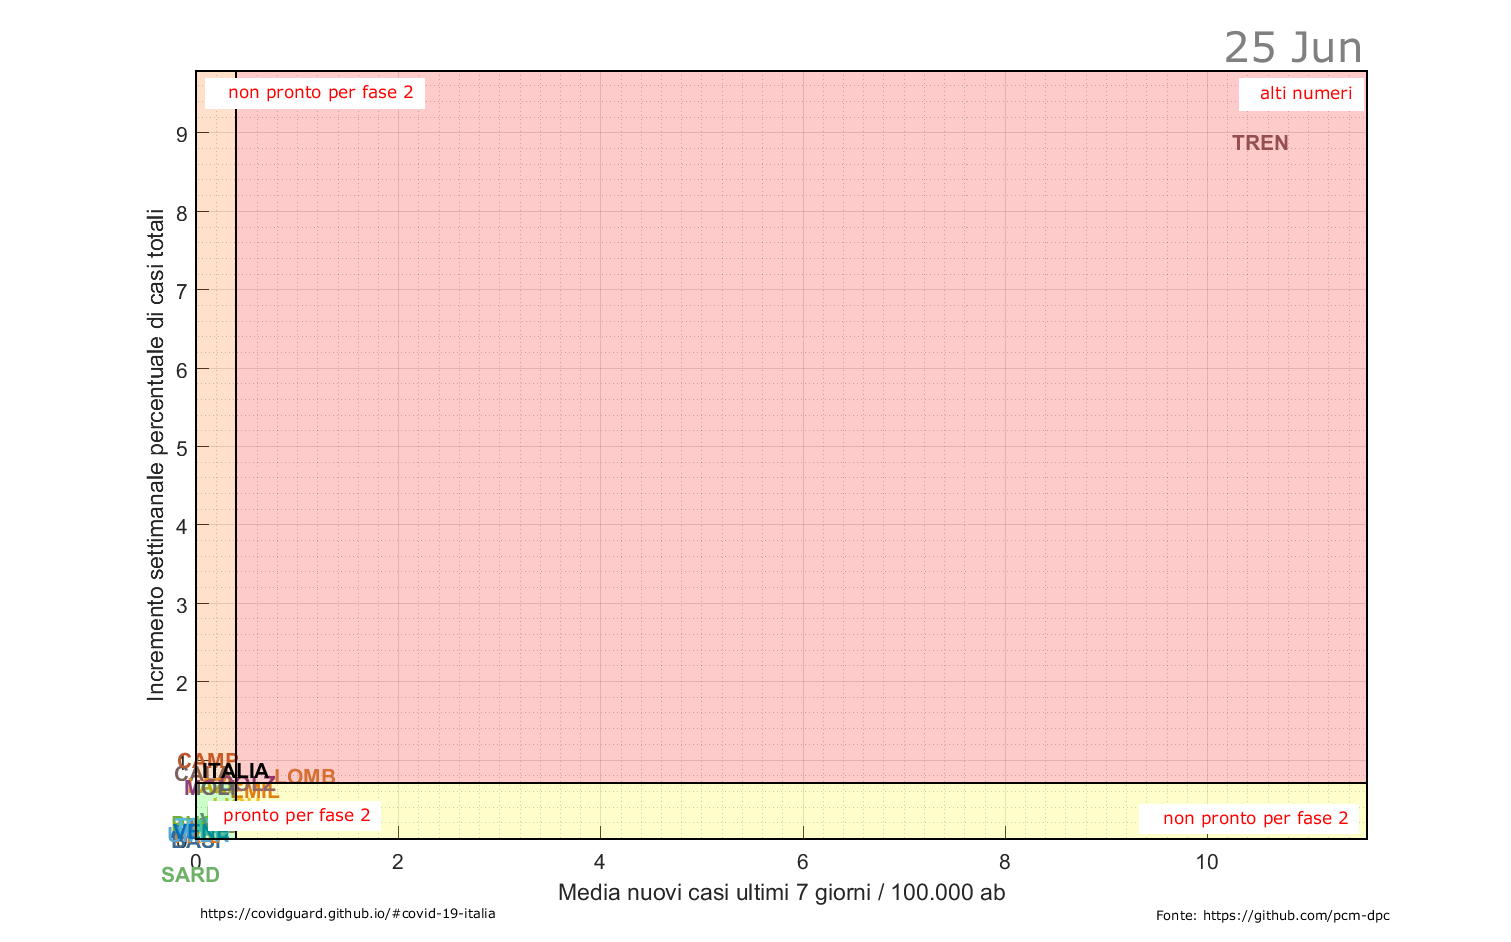 25 Jun
non pronto per fase 2
alti numeri
9
TREN
8
7
6
5
4
3
2
Incremento settimanale percentuale di casi totali
CAMP
ITALIA
LOMB
pronto per fase 2
non pronto per fase 2
VENE
0
2
4
6
8
10
SARD
Media nuovi casi ultimi 7 giorni / 100.000 ab
https://covidguard.github.io/#covid-19-italia
Fonte: https://github.com/pcm-dpc